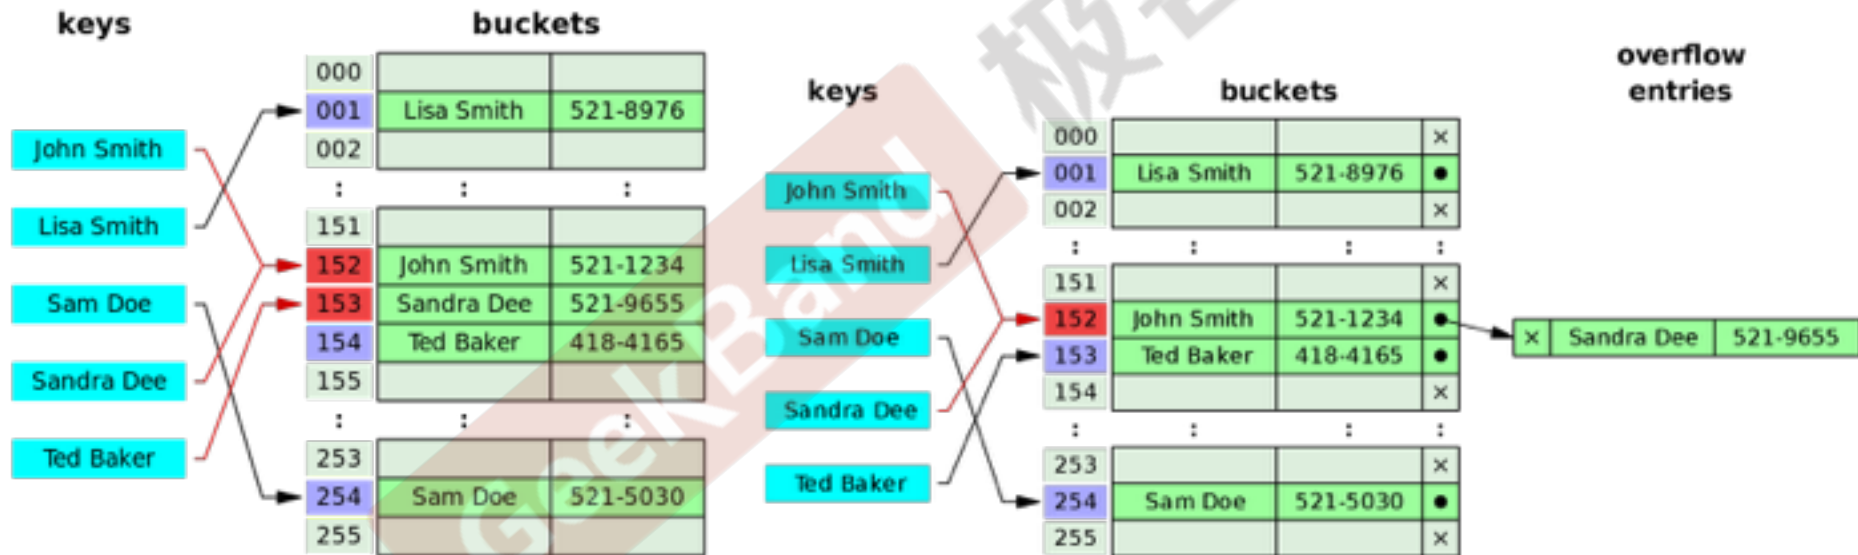 keys
buckets
000
001 Lisa Smith 521-8976
002
: : :
151
152 John Smith 521-1234
153 Sandra Dee 521-9655
154 Ted Baker 418-4165
155
: : :
253
254 Sam Doe 521-5030
255
John Smith
Lisa Smith
Sam Doe
Sandra Dee
Ted Baker
keys
buckets
overflow
entries
000 ×
001 Lisa Smith 521-8976 ●
002 ×
: : : :
151 ×
152 John Smith 521-1234 ●
153 Ted Baker 418-4165 ●
154 ×
: : : :
253 ×
254 Sam Doe 521-5030 ●
255 ×
John Smith
Lisa Smith
Sam Doe
Sandra Dee
Ted Baker
× Sandra Dee 521-9655
GeekBand
极